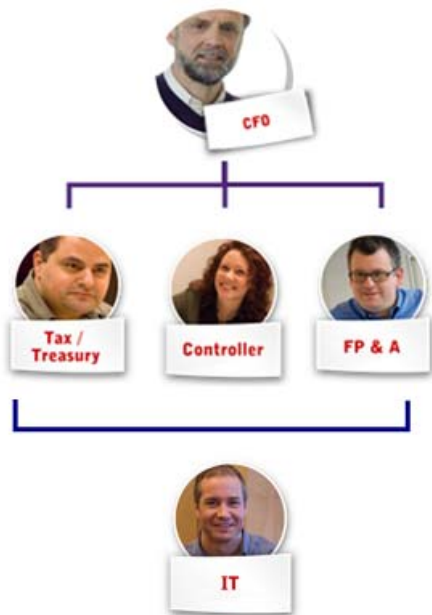 CFO
Tax /
Treasury
Controller
FP & A
IT